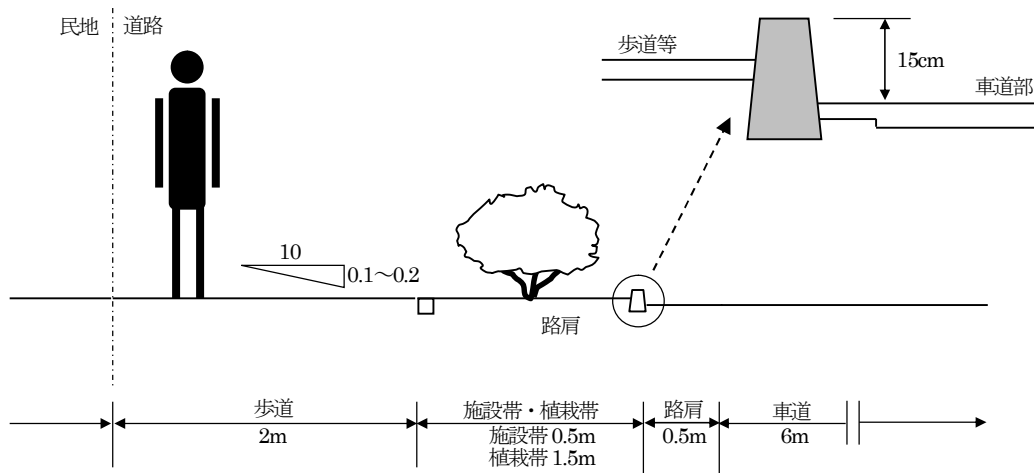 民地 道路
歩道等
15cm
車道部
10
0.1～0.2
路肩
歩道
2m
施設帯・植栽帯
施設帯 0.5m
植栽帯 1.5m
路肩
0.5m
車道
6m